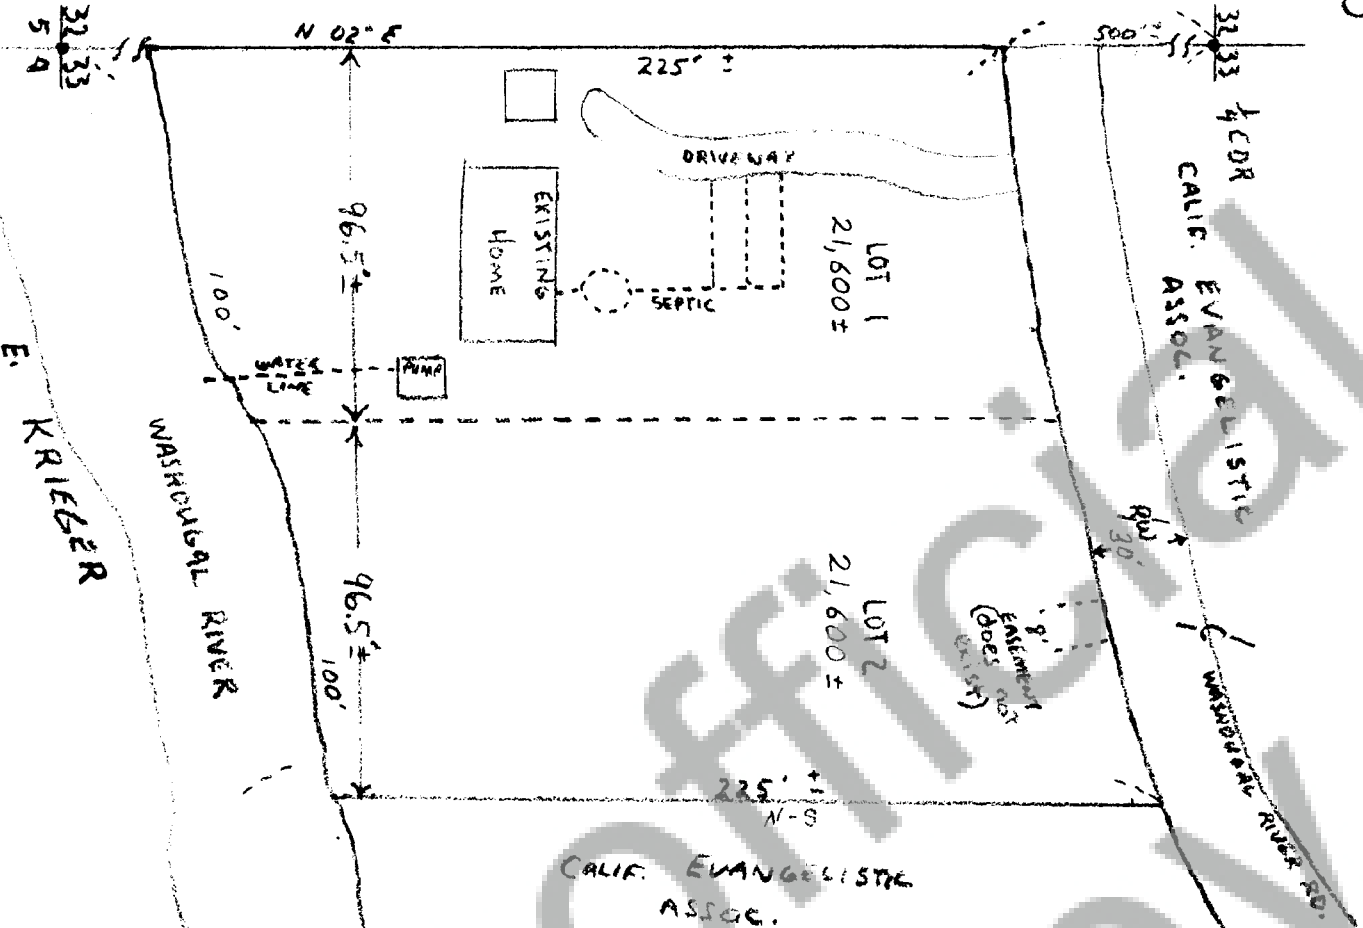 32 33
5 4
N 02° E
225' ±
500' ±
32 33
1/4 COR
CALIF. EVANGELISTIC
ASSOC.
DRIVEWAY
EXISTING
HOME
SEPTIC
LOT 1
21,600 ±
96.5' ±
100'
WATER
LINE
PUMP
E. KRIEGER
WASHOUGAL RIVER
96.5' ±
100'
LOT 2
21,600 ±
R/W
30'
8'
EASEMENT
(does not
exist)
WASHOUGAL RIVER RD.
225' ±
N-S
CALIF. EVANGELISTIC
ASSOC.
official